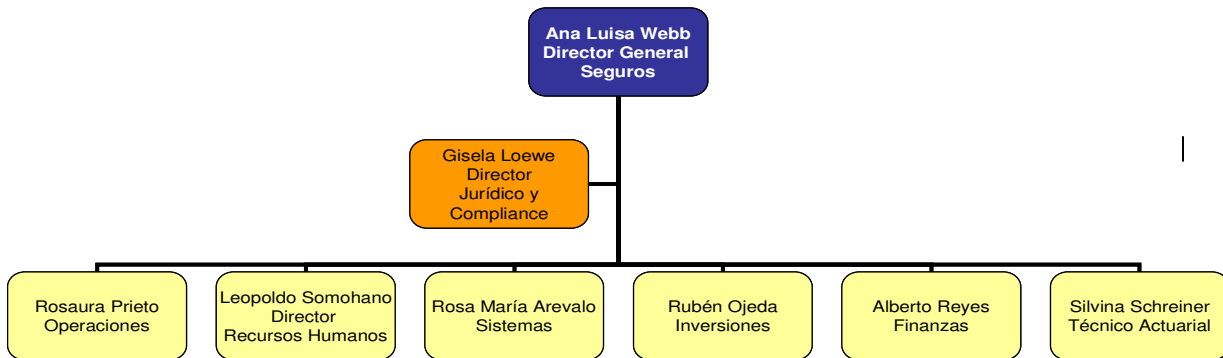 Ana Luisa Webb
Director General
Seguros
Gisela Loewe
Director
Jurídico y
Compliance
Rosaura Prieto
Operaciones
Leopoldo Somohano
Director
Recursos Humanos
Rosa María Arevalo
Sistemas
Rubén Ojeda
Inversiones
Alberto Reyes
Finanzas
Silvina Schreiner
Técnico Actuarial